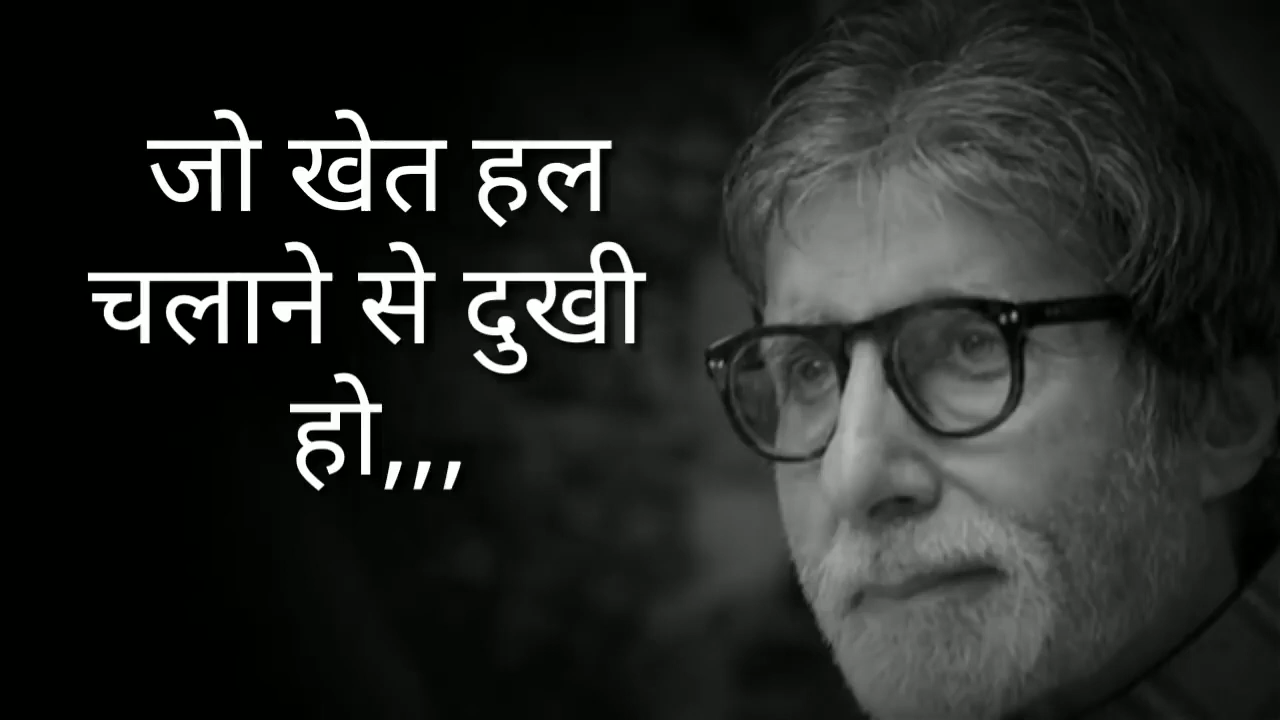 जो खेत हल
चलाने से दुखी
हो,,,